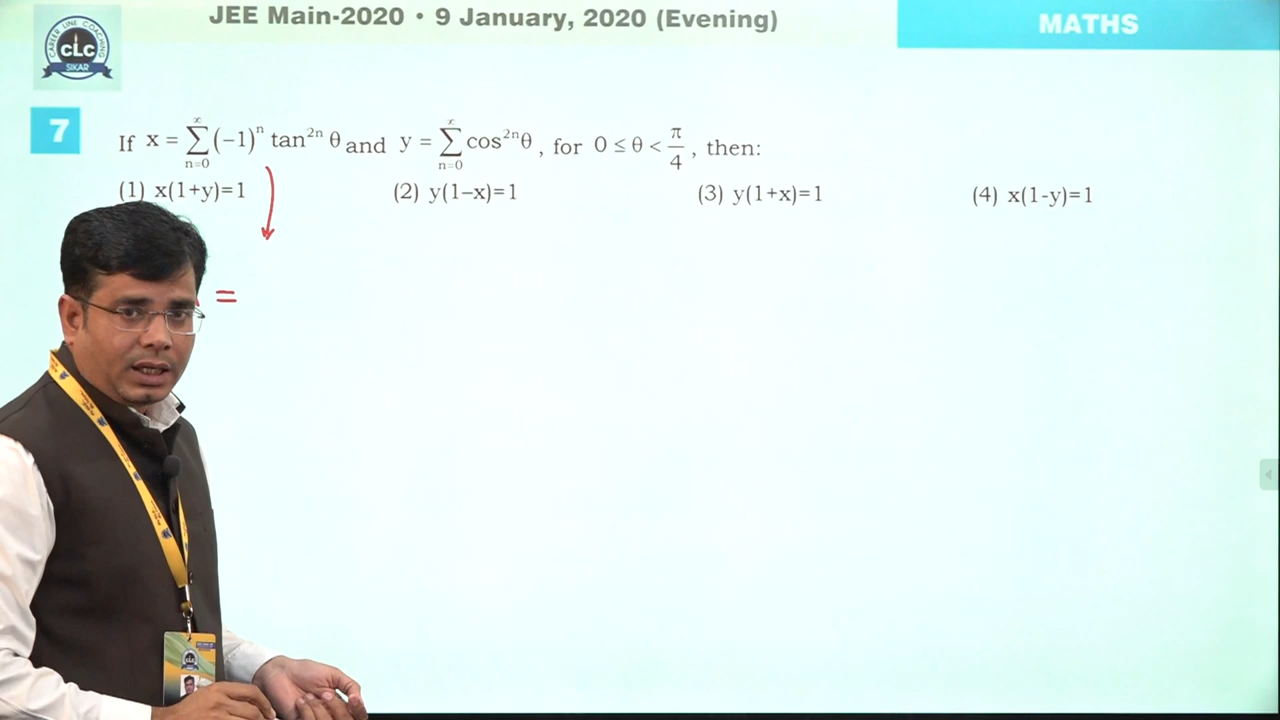 JEE Main-2020 • 9 January, 2020 (Evening)
MATHS
CAREER LINE COACHING
CLC
SIKAR
7
If x = ∑_{n=0}^{∞} (−1)^n tan^{2n} θ and y = ∑_{n=0}^{∞} cos^{2n}θ , for 0 ≤ θ < π/4 , then:
(1) x(1+y)=1 (2) y(1−x)=1 (3) y(1+x)=1 (4) x(1-y)=1
=
CLC